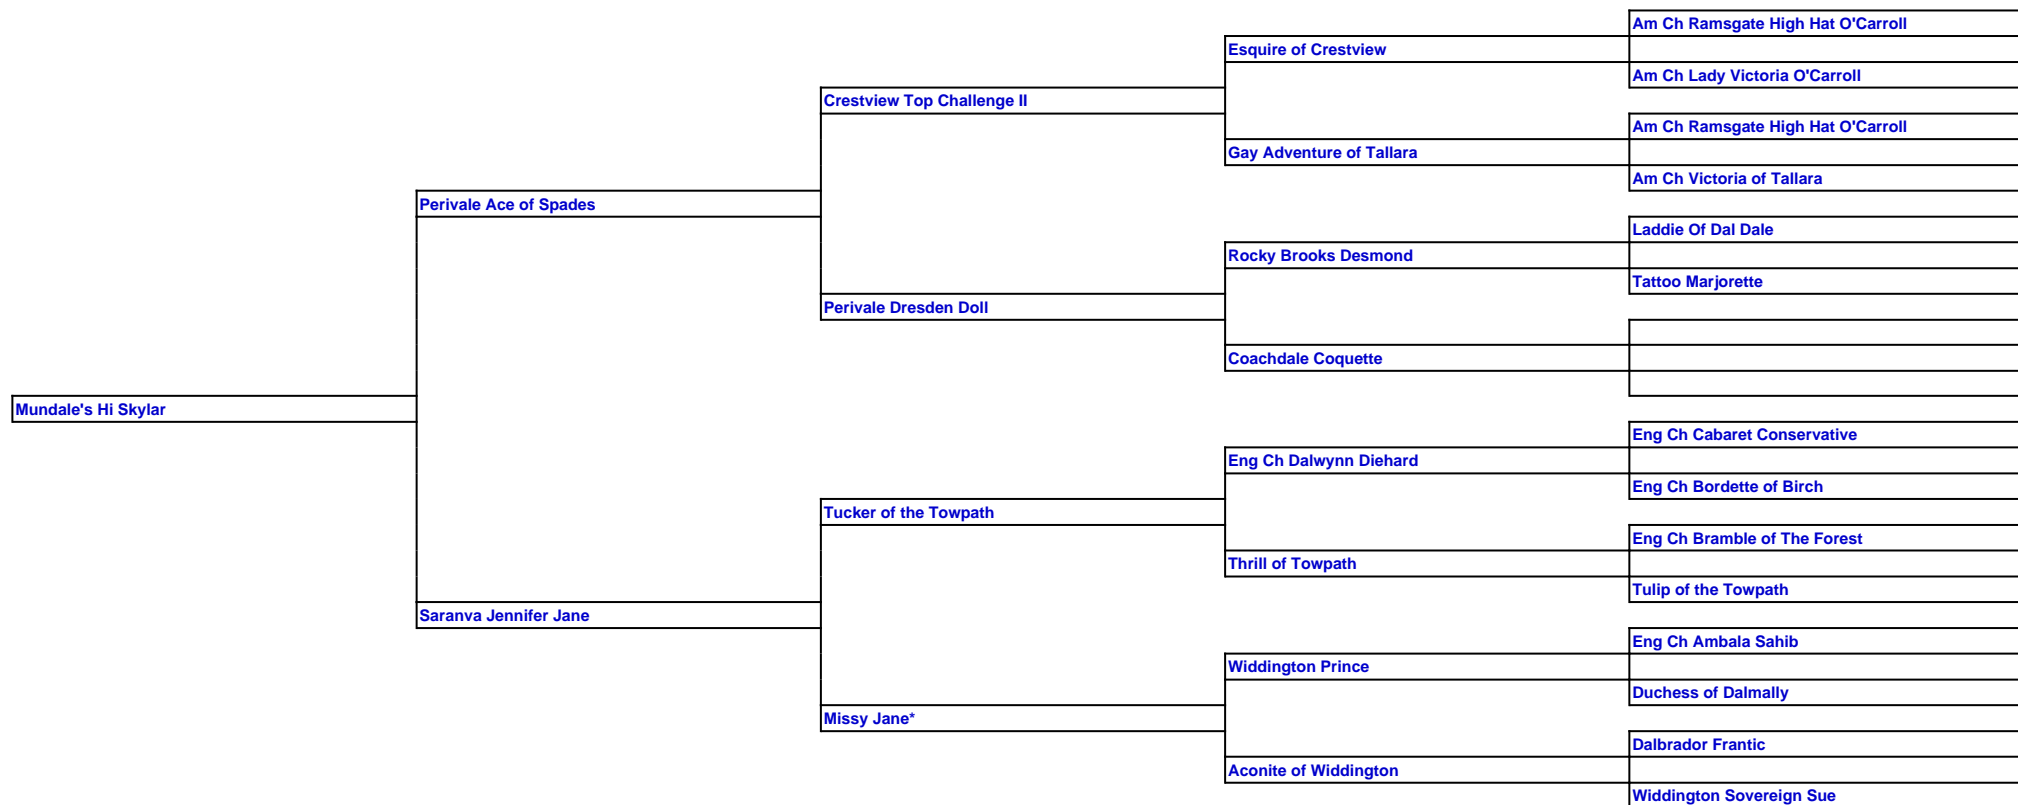 Am Ch Ramsgate High Hat O'Carroll
Esquire of Crestview
Am Ch Lady Victoria O'Carroll
Crestview Top Challenge II
Am Ch Ramsgate High Hat O'Carroll
Gay Adventure of Tallara
Am Ch Victoria of Tallara
Perivale Ace of Spades
Laddie Of Dal Dale
Rocky Brooks Desmond
Tattoo Marjorette
Perivale Dresden Doll
Coachdale Coquette
Mundale's Hi Skylar
Eng Ch Cabaret Conservative
Eng Ch Dalwynn Diehard
Eng Ch Bordette of Birch
Tucker of the Towpath
Eng Ch Bramble of The Forest
Thrill of Towpath
Tulip of the Towpath
Saranva Jennifer Jane
Eng Ch Ambala Sahib
Widdington Prince
Duchess of Dalmally
Missy Jane*
Dalbrador Frantic
Aconite of Widdington
Widdington Sovereign Sue